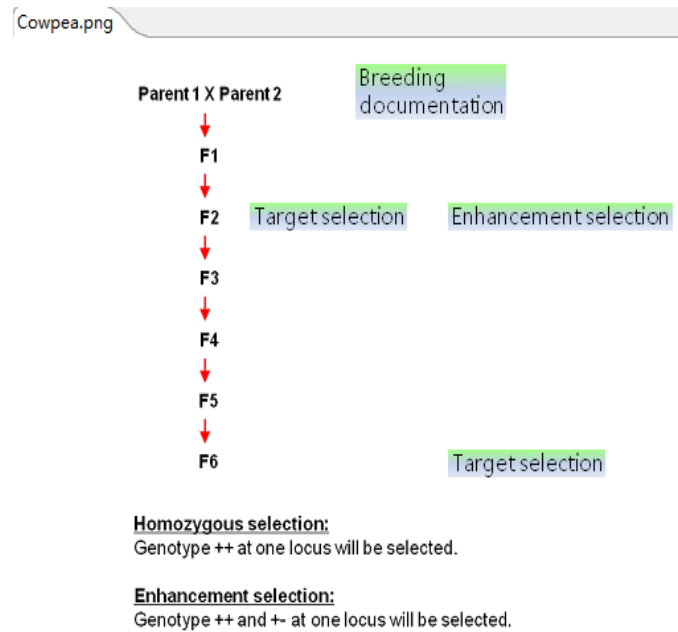 Cowpea.png
Parent 1 X Parent 2
Breeding
documentation
F1
F2 Target selection Enhancement selection
F3
F4
F5
F6 Target selection
Homozygous selection:
Genotype ++ at one locus will be selected.
Enhancement selection:
Genotype ++ and +- at one locus will be selected.